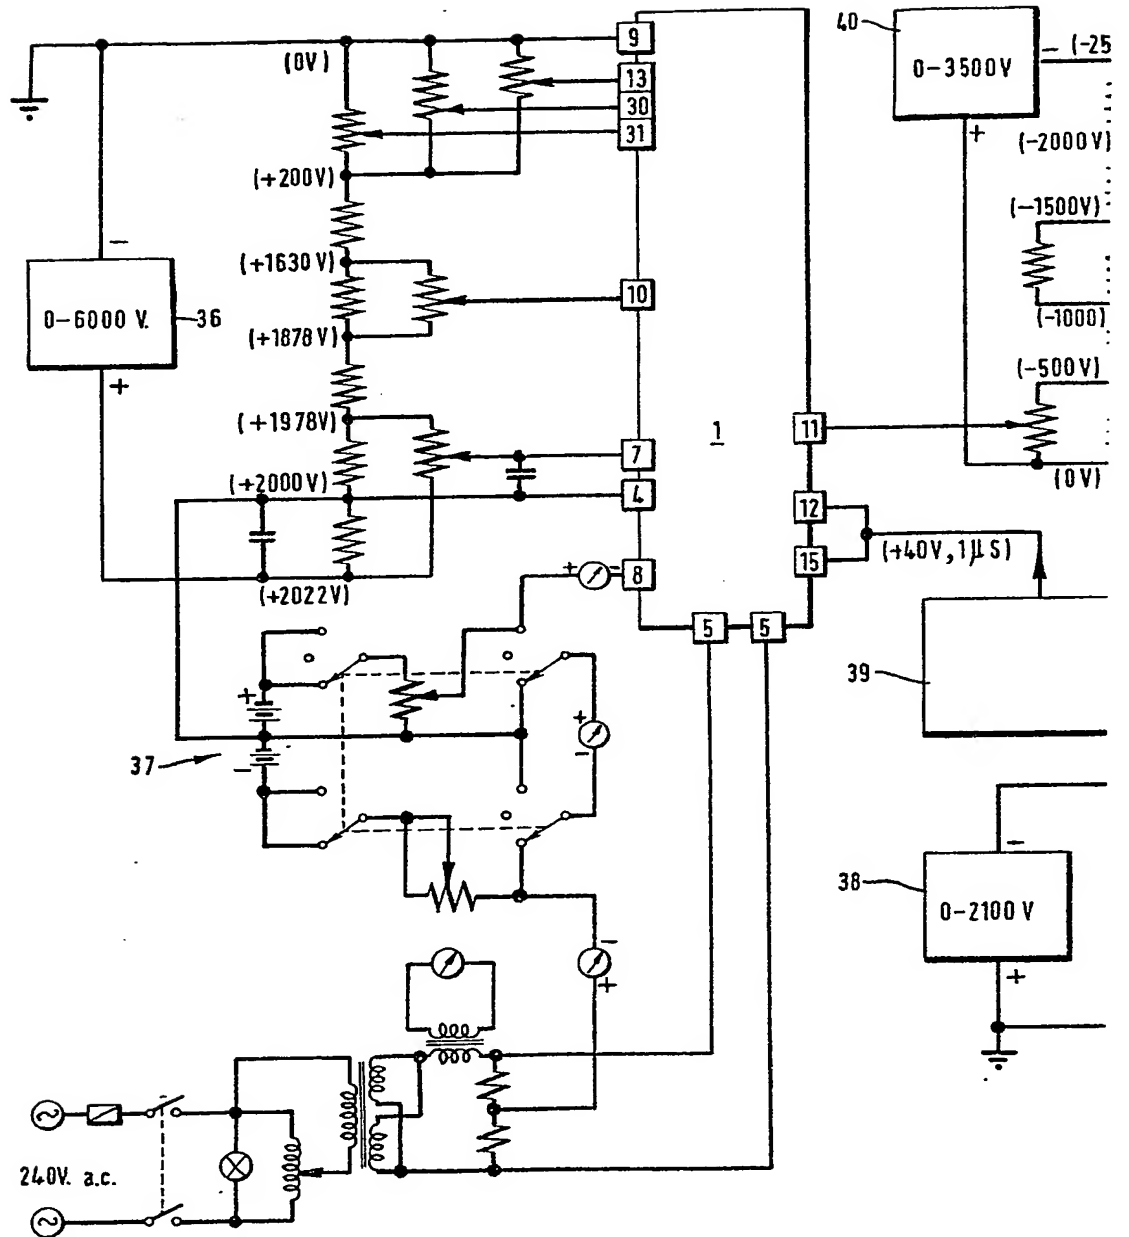 40
9
(0V)
0-3500V
− (-25
13
30
31
+
(-2000V)
(+200V)
(-1500V)
−
(+1630V)
10
0-6000 V.
36
(-1000)
(+1878V)
(-500V)
+
(+1978V)
1
11
7
(+2000V)
4
(0V)
12
(+40V, 1µS)
15
+
−
8
(+2022V)
5
5
39
+
+
−
37
−
−
38
0-2100 V
−
+
+
240V. a.c.